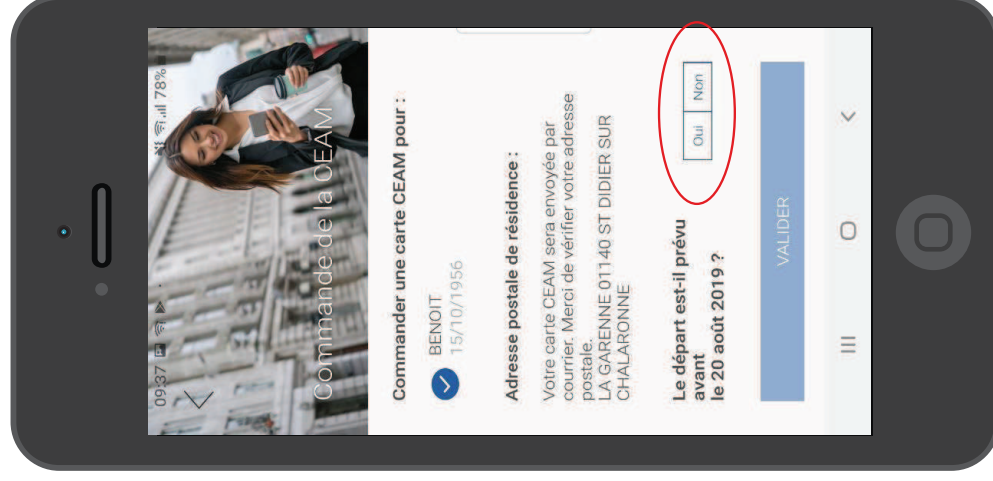 09:37 78%
Commande de la CEAM
Commander une carte CEAM pour :
BENOIT
15/10/1956
Adresse postale de résidence :
Votre carte CEAM sera envoyée par
courrier. Merci de vérifier votre adresse
postale.
LA GARENNE 01140 ST DIDIER SUR
CHALARONNE
Le départ est-il prévu
avant
le 20 août 2019 ?
Oui Non
VALIDER